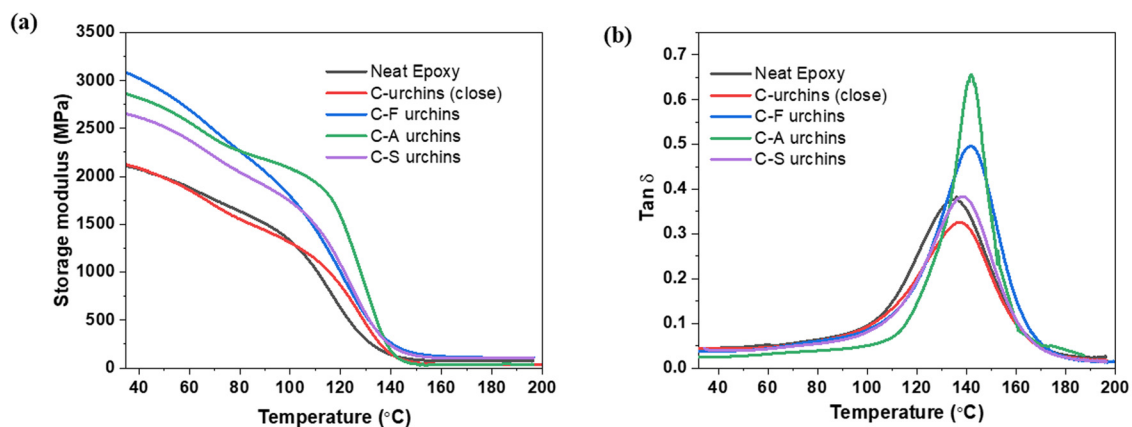 (a)
3500
3000
2500
2000
1500
1000
500
0
Storage modulus (MPa)
Neat Epoxy
C-urchins (close)
C-F urchins
C-A urchins
C-S urchins
40 60 80 100 120 140 160 180 200
Temperature (°C)
(b)
0.7
0.6
0.5
0.4
0.3
0.2
0.1
0.0
Tan δ
Neat Epoxy
C-urchins (close)
C-F urchins
C-A urchins
C-S urchins
40 60 80 100 120 140 160 180 200
Temperature (°C)